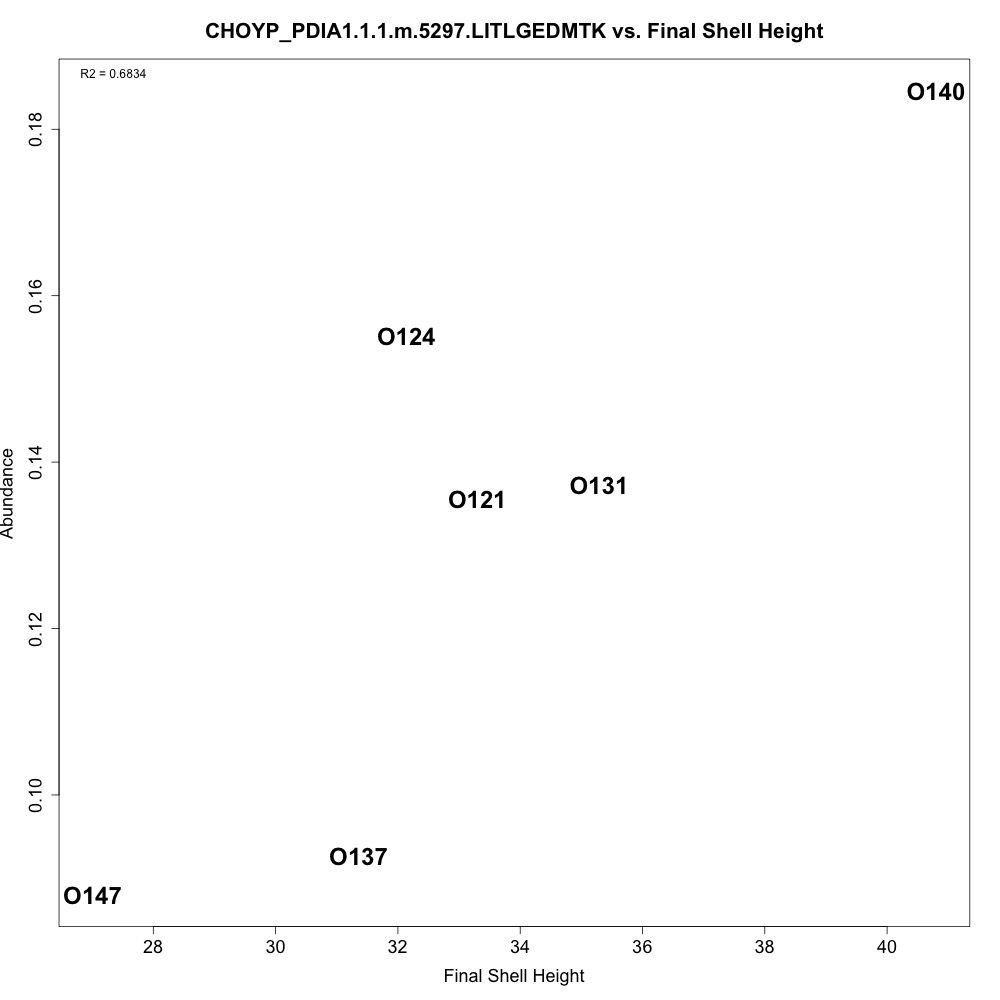 CHOYP_PDIA1.1.1.m.5297.LITLGEDMTK vs. Final Shell Height
R2 = 0.6834
O140
0.18
0.16
O124
0.14
O131
O121
Abundance
0.12
0.10
O137
O147
28 30 32 34 36 38 40
Final Shell Height